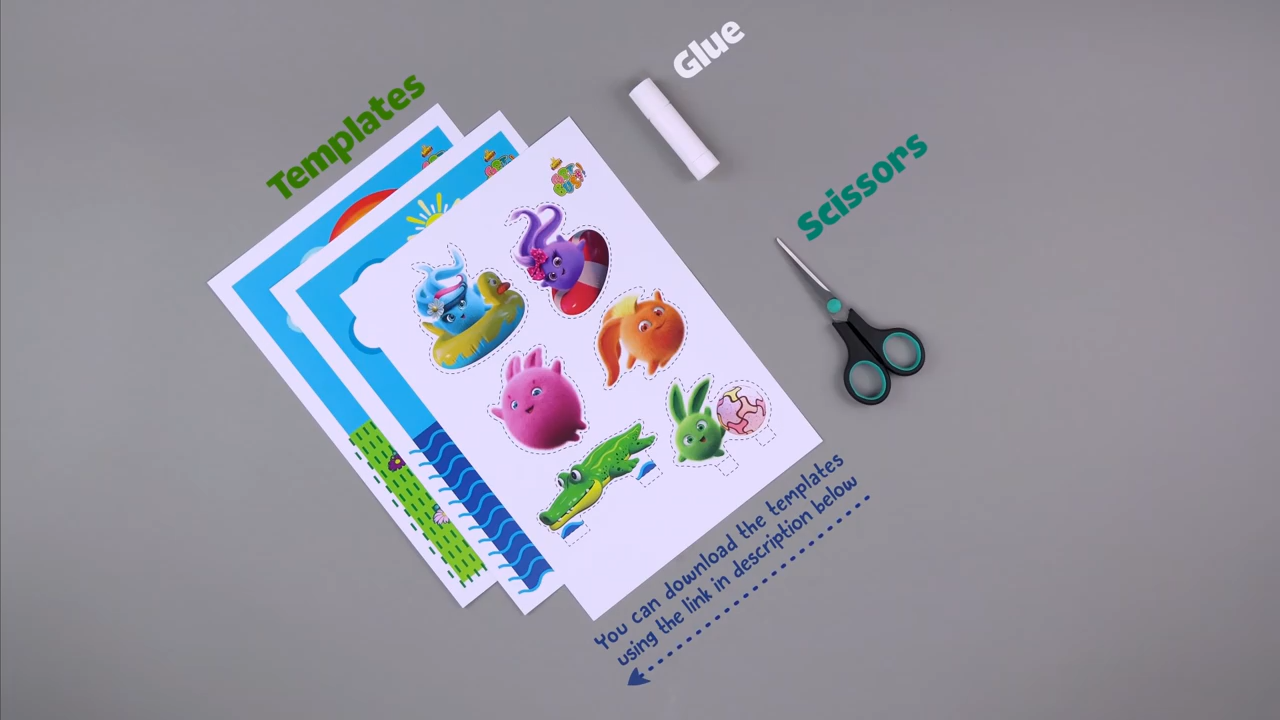 Glue
Templates
Scissors
You can download the templates
using the link in description below